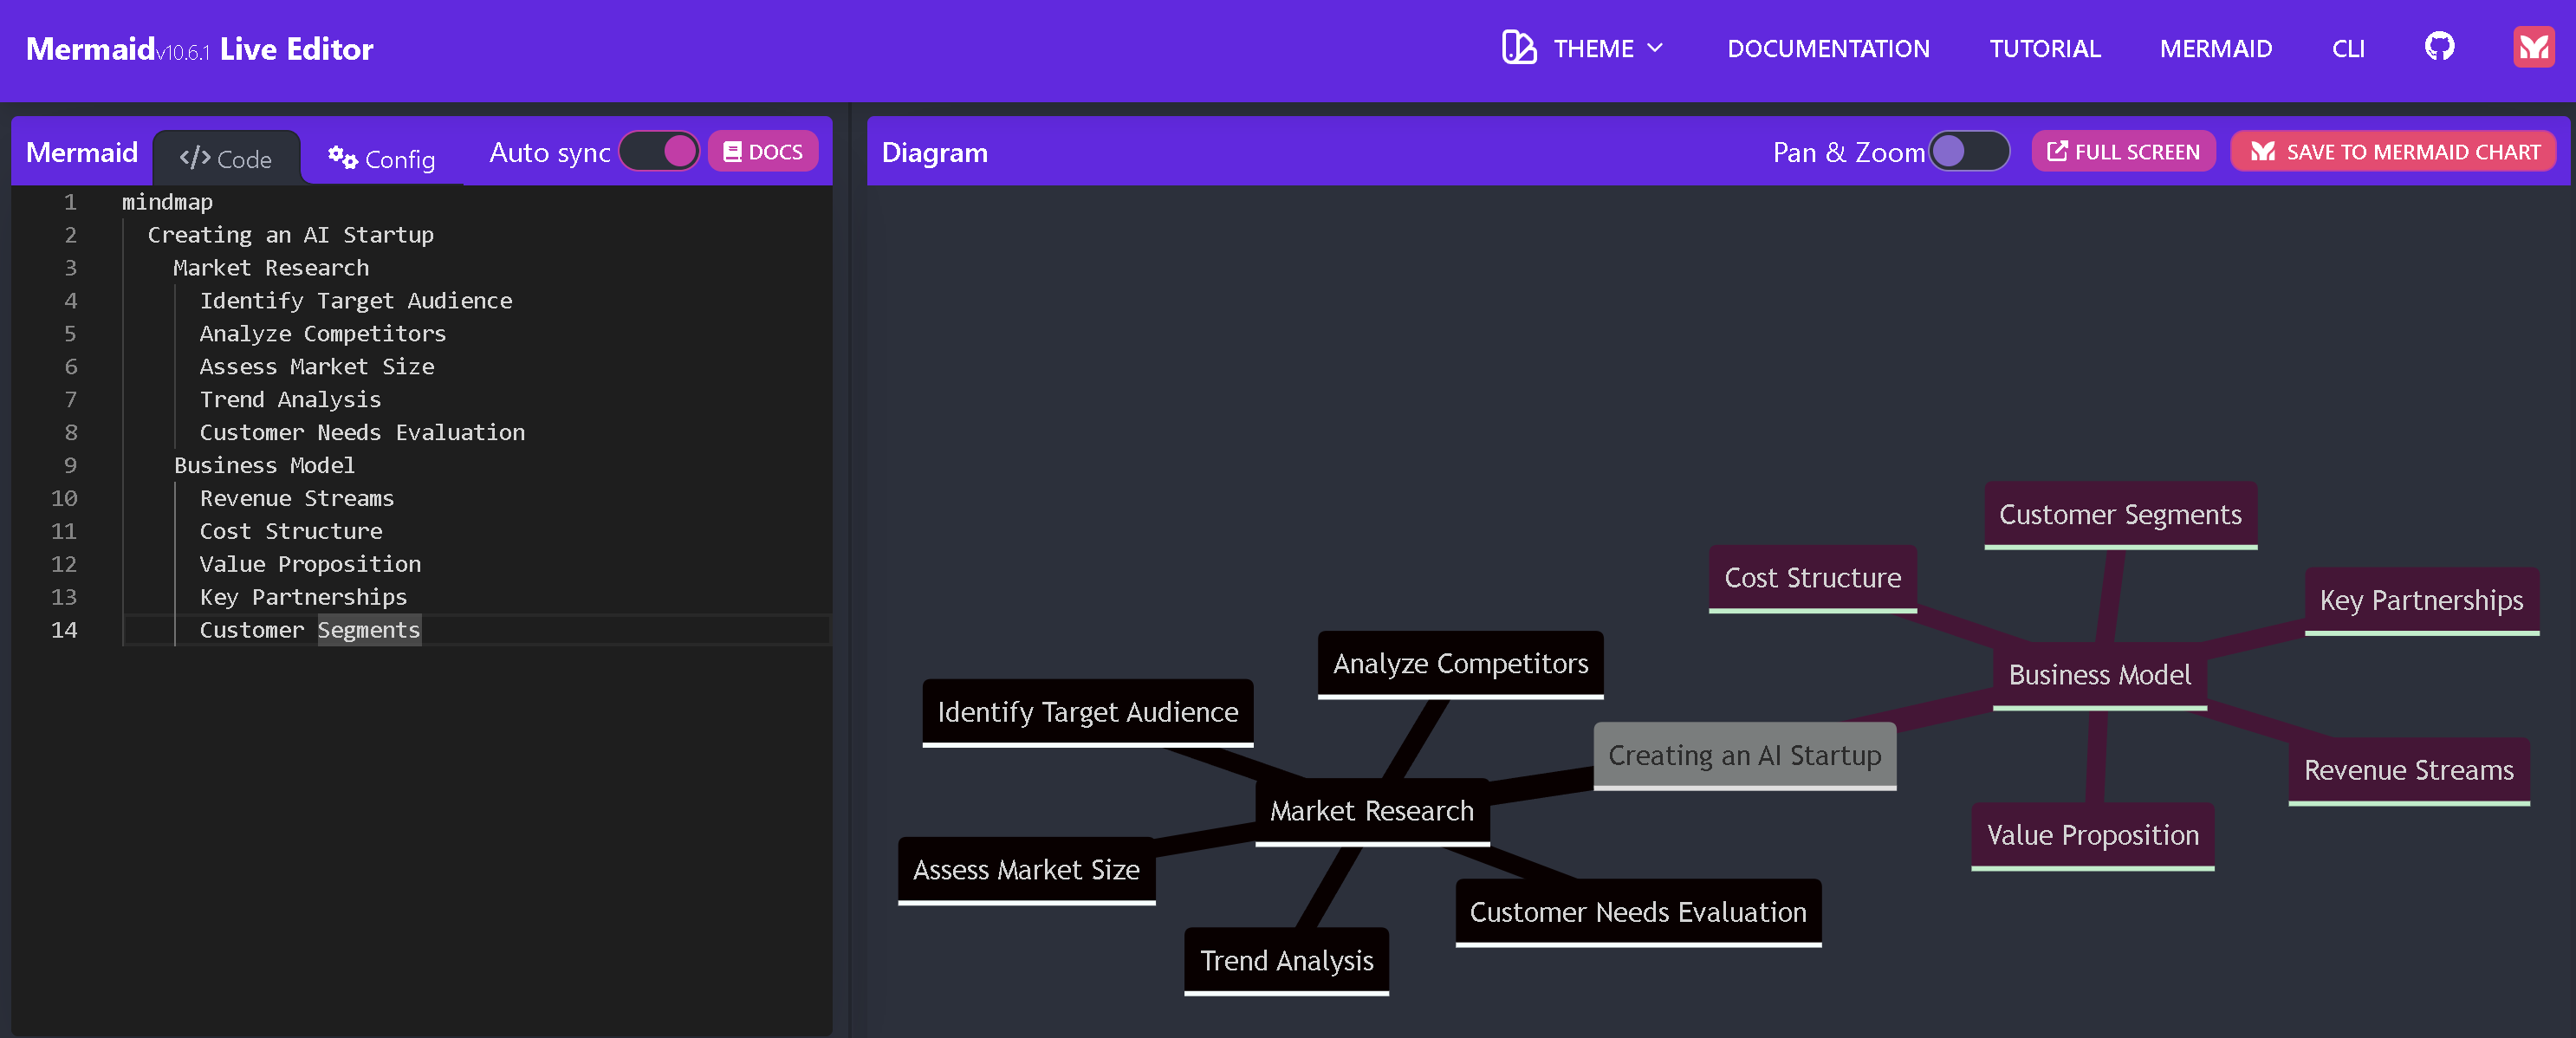 Mermaid v10.6.1 Live Editor
THEME
DOCUMENTATION
TUTORIAL
MERMAID
CLI
Mermaid
</> Code
Config
Auto sync
DOCS
1 mindmap
2 Creating an AI Startup
3 Market Research
4 Identify Target Audience
5 Analyze Competitors
6 Assess Market Size
7 Trend Analysis
8 Customer Needs Evaluation
9 Business Model
10 Revenue Streams
11 Cost Structure
12 Value Proposition
13 Key Partnerships
14 Customer Segments
Diagram
Pan & Zoom
FULL SCREEN
SAVE TO MERMAID CHART
Customer Segments
Cost Structure
Key Partnerships
Analyze Competitors
Business Model
Identify Target Audience
Creating an AI Startup
Revenue Streams
Market Research
Value Proposition
Assess Market Size
Customer Needs Evaluation
Trend Analysis